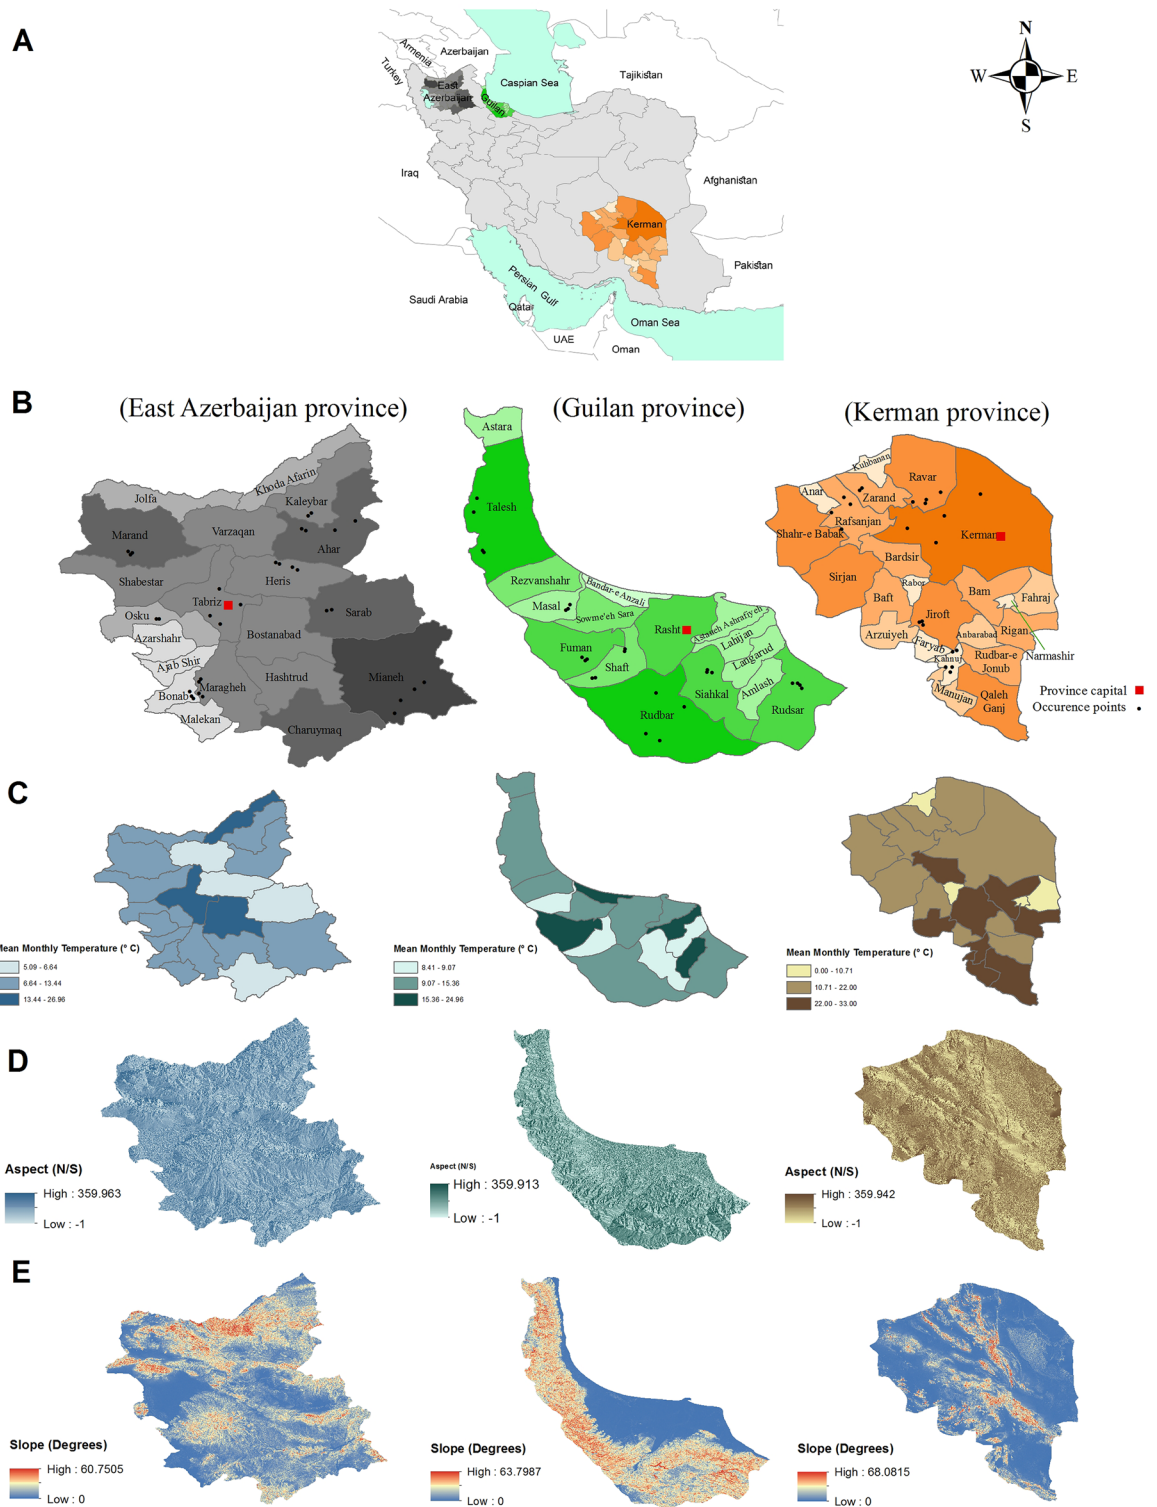 A
N
W E
S
Armenia
Azerbaijan
Turkey
Caspian Sea
Tajikistan
East
Azerbaijan
Guilan
Iraq
Afghanistan
Kerman
Pakistan
Persian Gulf
Saudi Arabia
Qata
Oman Sea
UAE
Oman
B
(East Azerbaijan province)
(Guilan province)
(Kerman province)
Jolfa
Khoda Afarin
Kaleybar
Marand
Varzaqan
Ahar
Shabestar
Heris
Tabriz
Sarab
Osku
Azarshahr
Bostanabad
Ajab Shir
Hashtrud
Mianeh
Bonab
Maragheh
Malekan
Charuymaq
Astara
Talesh
Rezvanshahr
Bandar-e Anzali
Masal
Sowme'eh Sara
Rasht
Astaneh Ashrafiyeh
Lahijan
Langarud
Fuman
Shaft
Siahkal
Amlash
Rudbar
Rudsar
Kuhbanan
Ravar
Anar
Zarand
Rafsanjan
Shahr-e Babak
Kerman
Bardsir
Sirjan
Rabor
Baft
Bam
Fahraj
Jiroft
Arzuiyeh
Faryab
Anbarabad
Rigan
Kahnuj
Rudbar-e
Jonub
Narmashir
Manujan
Qaleh
Ganj
Province capital
Occurence points
C
Mean Monthly Temperature (° C)
5.09 - 6.64
6.64 - 13.44
13.44 - 26.96
Mean Monthly Temperature (° C)
8.41 - 9.07
9.07 - 15.36
15.36 - 24.96
Mean Monthly Temperature (° C)
0.00 - 10.71
10.71 - 22.00
22.00 - 33.00
D
Aspect (N/S)
High : 359.963
Low : -1
Aspect (N/S)
High : 359.913
Low : -1
Aspect (N/S)
High : 359.942
Low : -1
E
Slope (Degrees)
High : 60.7505
Low : 0
Slope (Degrees)
High : 63.7987
Low : 0
Slope (Degrees)
High : 68.0815
Low : 0